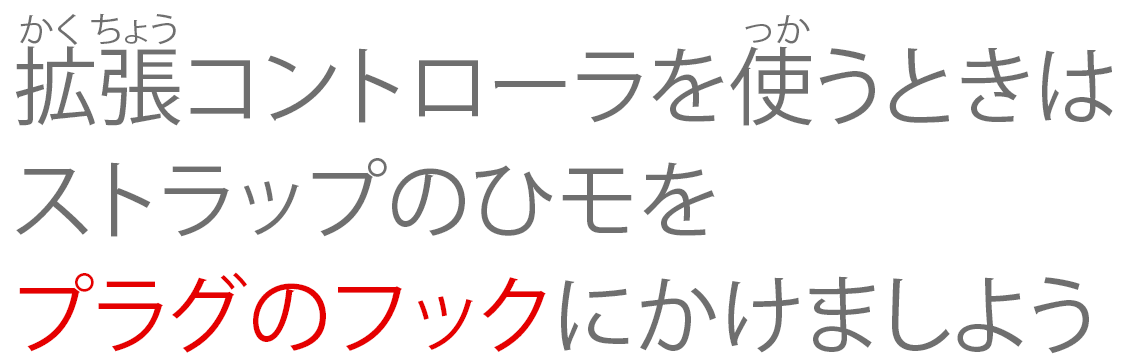 かくちょう つか
拡張コントローラを使うときは
ストラップのひモを
プラグのフックにかけましよう